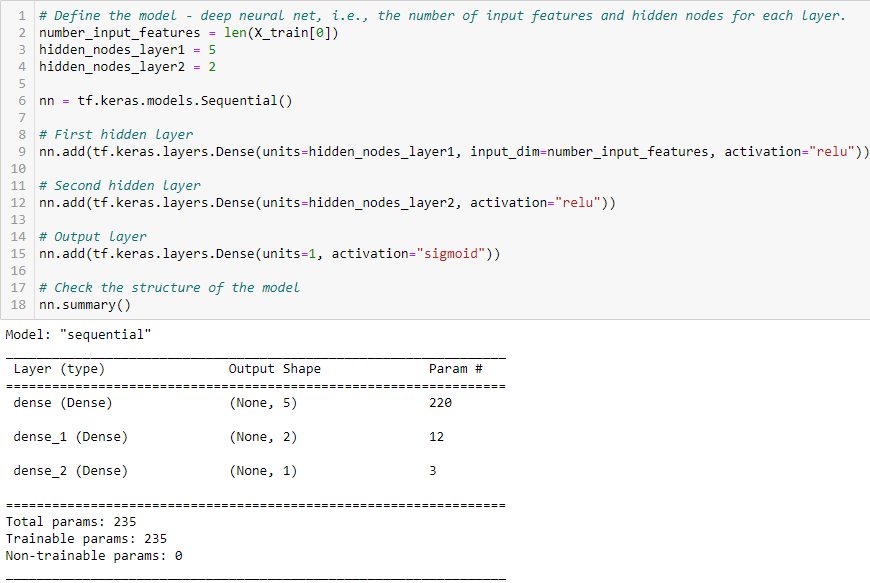 1 # Define the model - deep neural net, i.e., the number of input features and hidden nodes for each layer.
2 number_input_features = len(X_train[0])
3 hidden_nodes_layer1 = 5
4 hidden_nodes_layer2 = 2
5
6 nn = tf.keras.models.Sequential()
7
8 # First hidden layer
9 nn.add(tf.keras.layers.Dense(units=hidden_nodes_layer1, input_dim=number_input_features, activation="relu"))
10
11 # Second hidden layer
12 nn.add(tf.keras.layers.Dense(units=hidden_nodes_layer2, activation="relu"))
13
14 # Output layer
15 nn.add(tf.keras.layers.Dense(units=1, activation="sigmoid"))
16
17 # Check the structure of the model
18 nn.summary()
Model: "sequential"
_________________________________________________________________
Layer (type) Output Shape Param #
=================================================================
dense (Dense) (None, 5) 220
dense_1 (Dense) (None, 2) 12
dense_2 (Dense) (None, 1) 3
=================================================================
Total params: 235
Trainable params: 235
Non-trainable params: 0
_________________________________________________________________